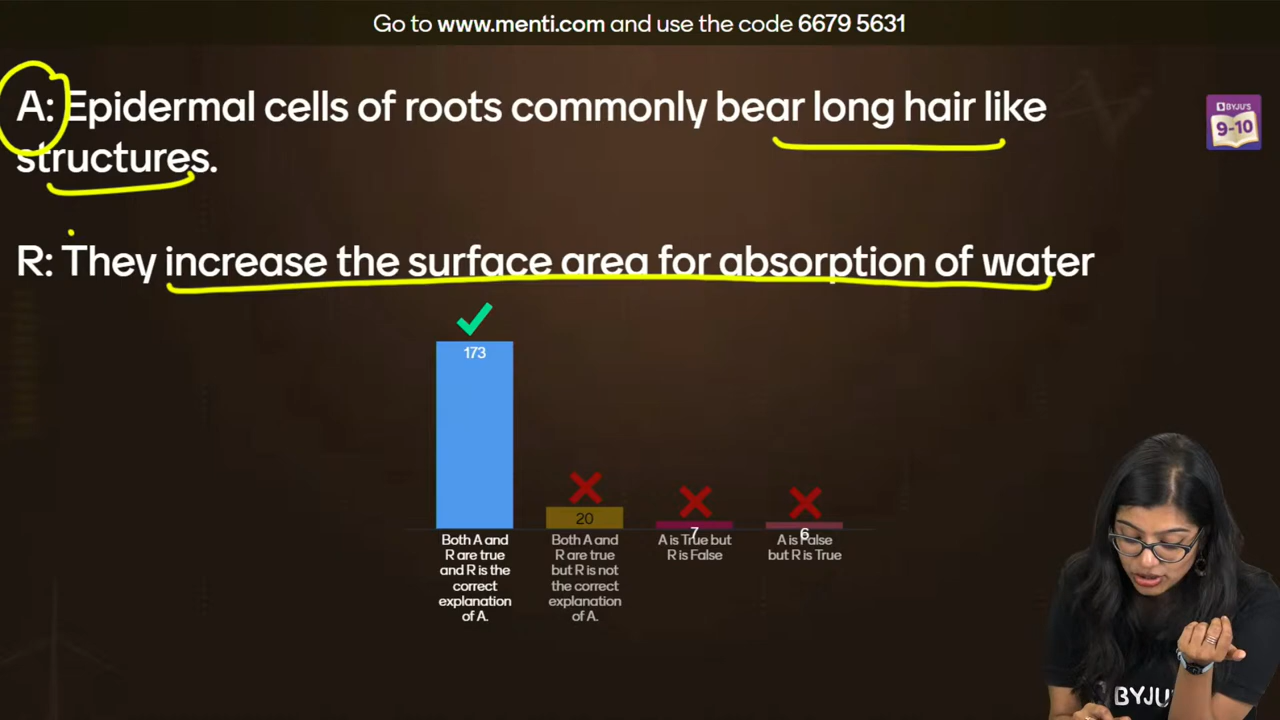 Go to www.menti.com and use the code 6679 5631
A: Epidermal cells of roots commonly bear long hair like
structures.
BYJU'S
9-10
R: They increase the surface area for absorption of water
173
20
7
6
Both A and
R are true
and R is the
correct
explanation
of A.
Both A and
R are true
but R is not
the correct
explanation
of A.
A is True but
R is False
A is False
but R is True
BYJU